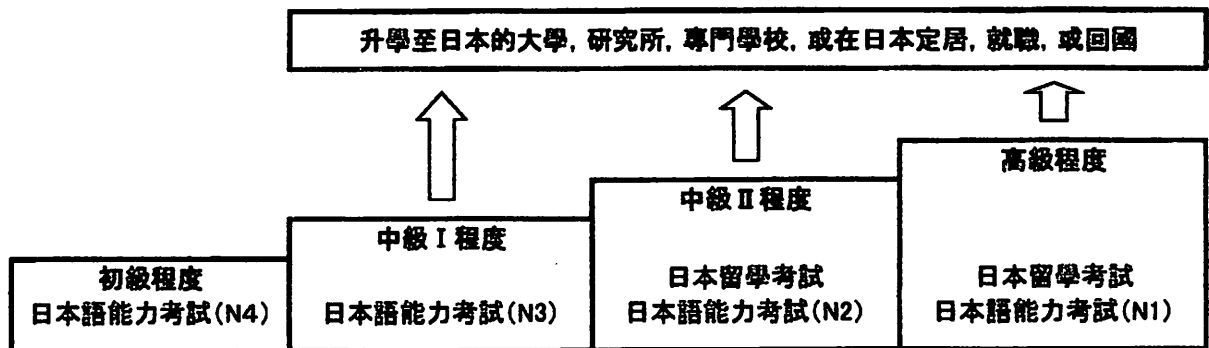 升學至日本的大學, 研究所, 專門學校, 或在日本定居, 就職, 或回國
高級程度
日本留學考試
日本語能力考試(N1)
中級Ⅱ程度
日本留學考試
日本語能力考試(N2)
中級Ⅰ程度
日本語能力考試(N3)
初級程度
日本語能力考試(N4)